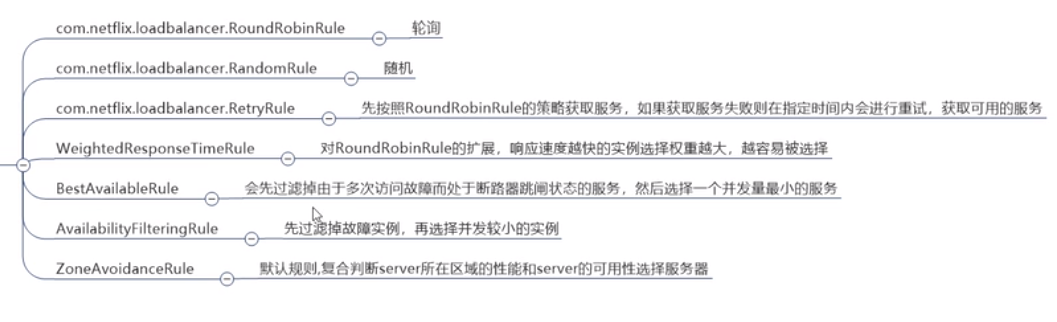 com.netflix.loadbalancer.RoundRobinRule 轮询
com.netflix.loadbalancer.RandomRule 随机
com.netflix.loadbalancer.RetryRule 先按照RoundRobinRule的策略获取服务，如果获取服务失败则在指定时间内会进行重试，获取可用的服务
WeightedResponseTimeRule 对RoundRobinRule的扩展，响应速度越快的实例选择权重越大，越容易被选择
BestAvailableRule 会先过滤掉由于多次访问故障而处于断路器跳闸状态的服务，然后选择一个并发量最小的服务
AvailabilityFilteringRule 先过滤掉故障实例，再选择并发较小的实例
ZoneAvoidanceRule 默认规则,复合判断server所在区域的性能和server的可用性选择服务器